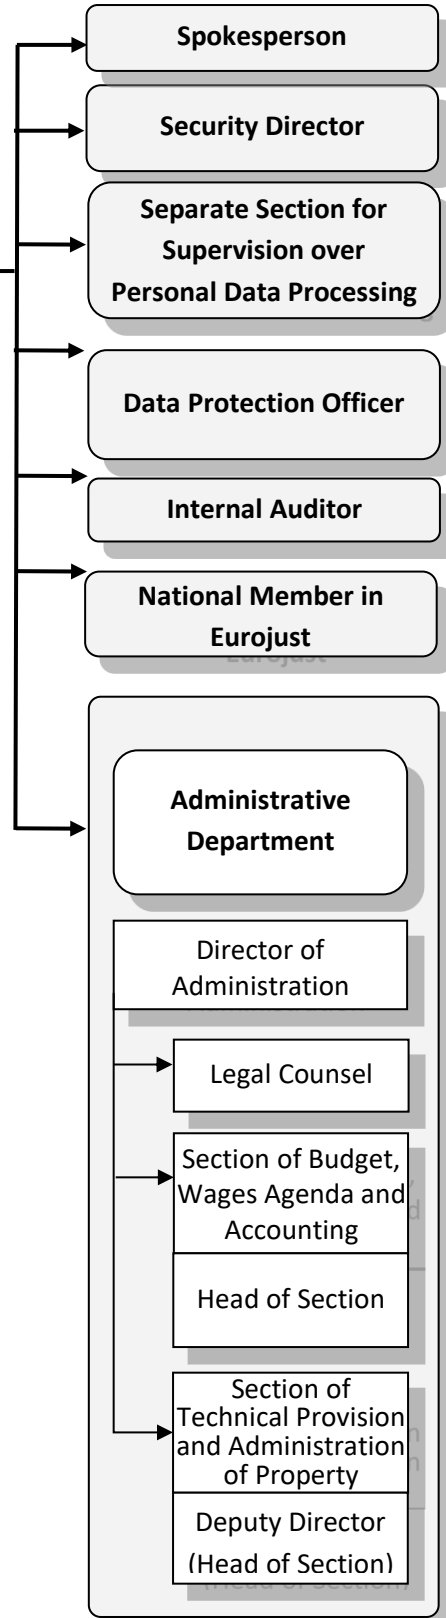 Spokesperson
Security Director
Separate Section for
Supervision over
Personal Data Processing
Data Protection Officer
Internal Auditor
National Member in
Eurojust
Administrative
Department
Director of
Administration
Legal Counsel
Section of Budget,
Wages Agenda and
Accounting
Head of Section
Section of
Technical Provision
and Administration
of Property
Deputy Director
(Head of Section)